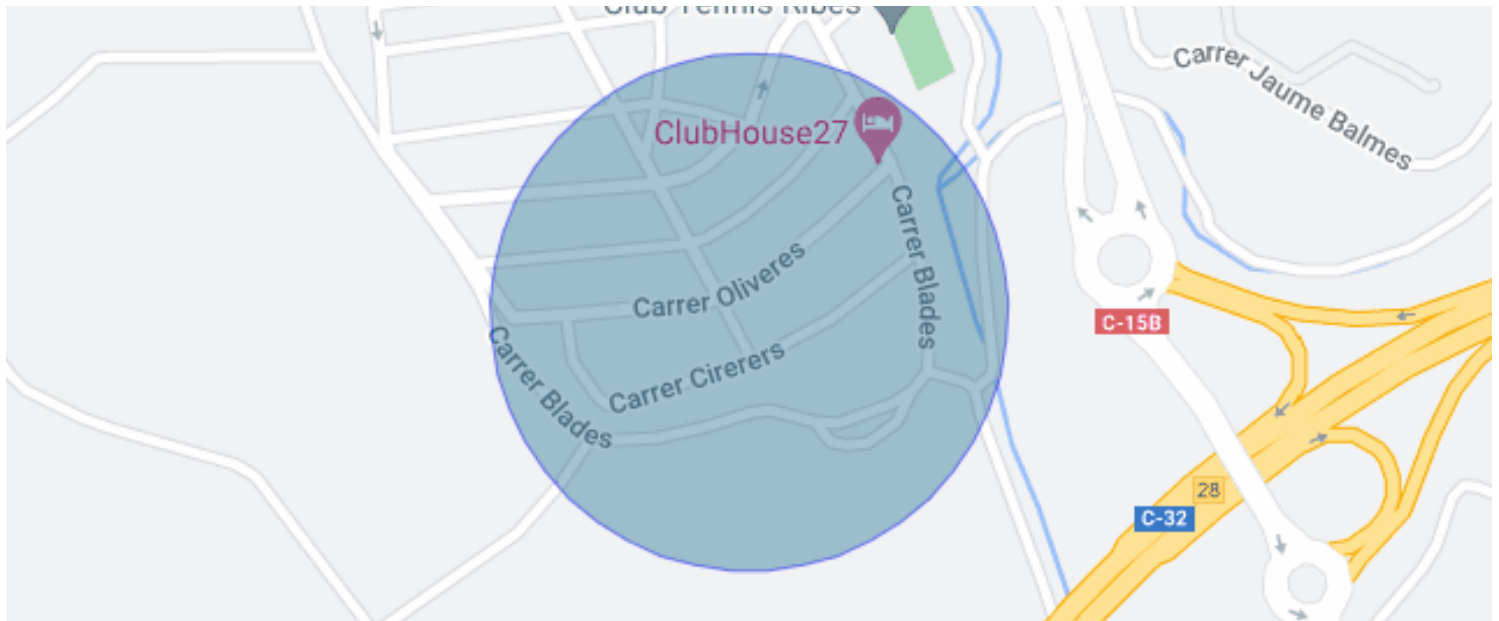 Club Tennis Ribes
Carrer Jaume Balmes
ClubHouse27
Carrer Blades
Carrer Oliveres
C-15B
Carrer Blades
Carrer Cirerers
28
C-32